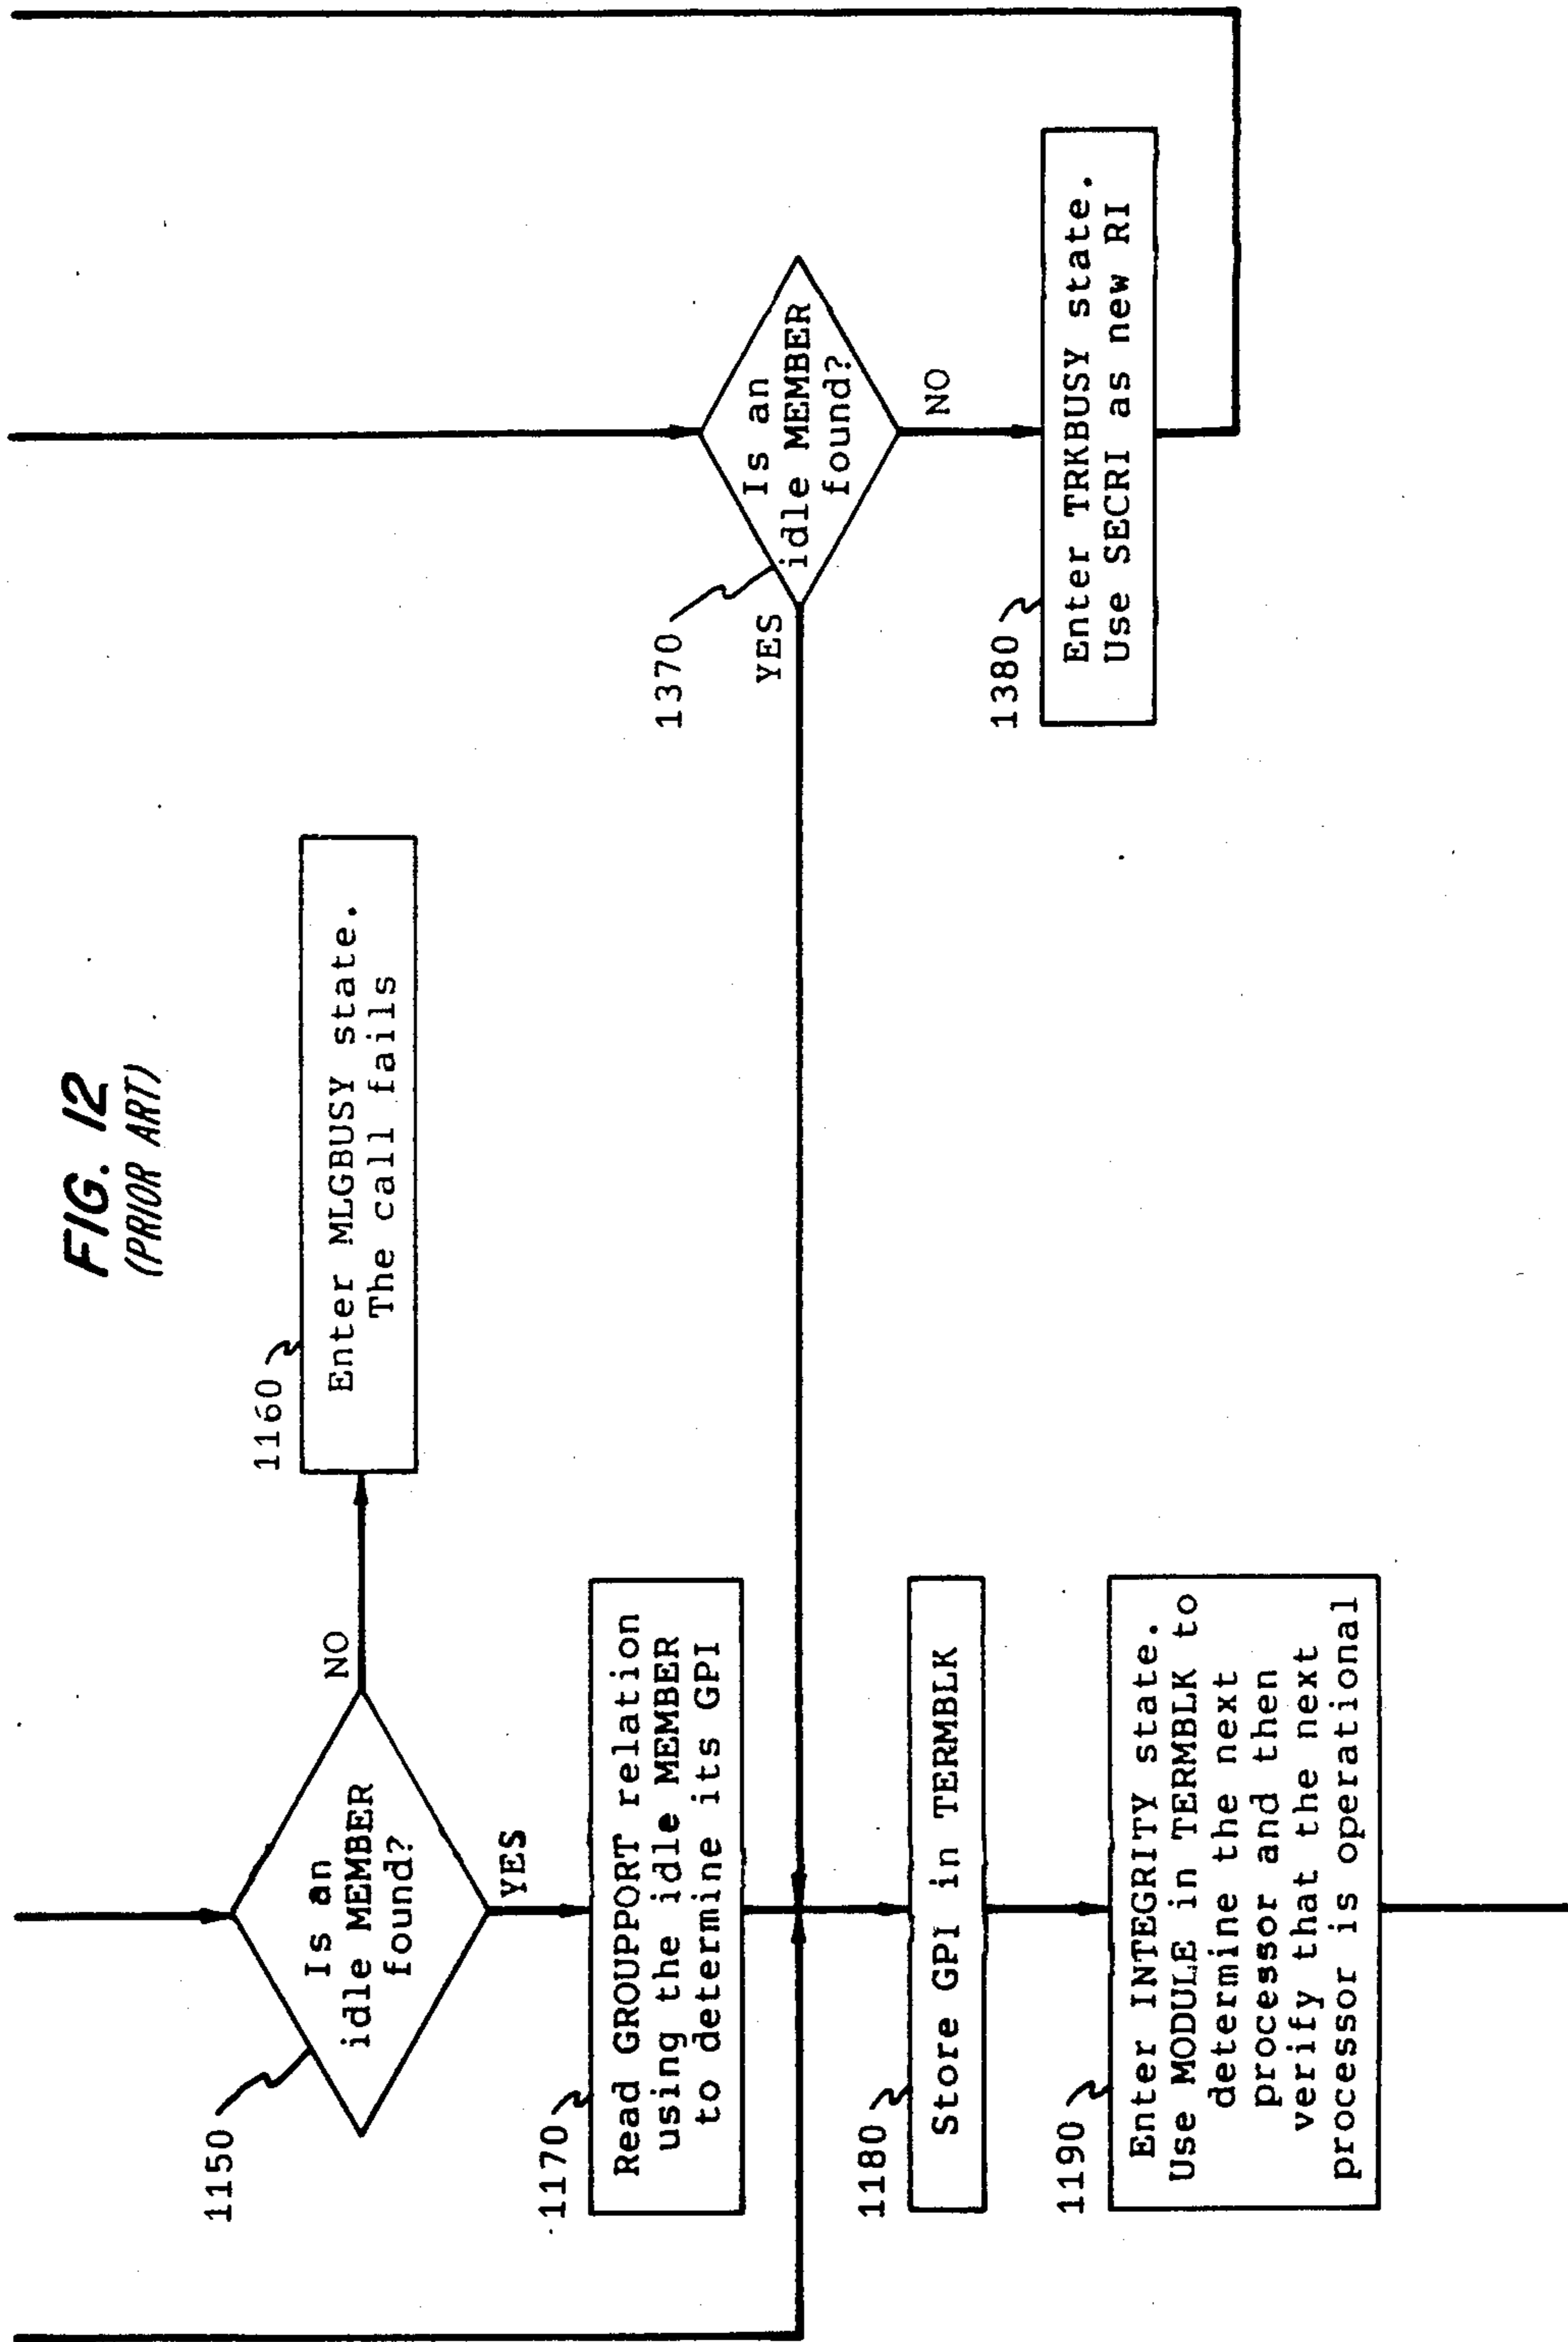 FIG. 12
(PRIOR ART)
1150
Is an
idle MEMBER
found?
NO
YES
1160
Enter MLGBUSY state.
The call fails
1170
Read GROUPPORT relation
using the idle MEMBER
to determine its GPI
1180
Store GPI in TERMBLK
1190
Enter INTEGRITY state.
Use MODULE in TERMBLK to
determine the next
processor and then
verify that the next
processor is operational
1370
Is an
idle MEMBER
found?
YES
NO
1380
Enter TRKBUSY state.
Use SECRI as new RI